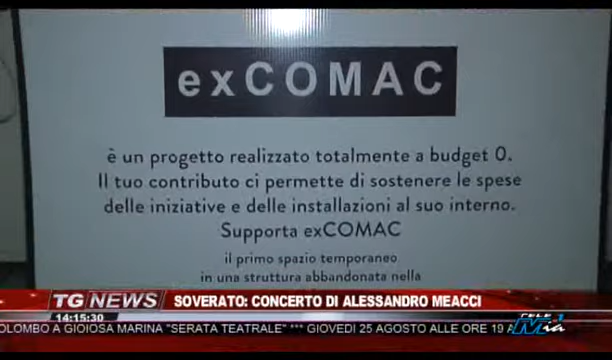 exCOMAC
è un progetto realizzato totalmente a budget 0.
Il tuo contributo ci permette di sostenere le spese
delle iniziative e delle installazioni al suo interno.
Supporta exCOMAC
il primo spazio temporaneo
in una struttura abbandonata nella
TG NEWS SOVERATO: CONCERTO DI ALESSANDRO MEACCI
14:15:30
OLOMBO A GIOIOSA MARINA "SERATA TEATRALE" *** GIOVEDI 25 AGOSTO ALLE ORE 19 A
TELE Mia